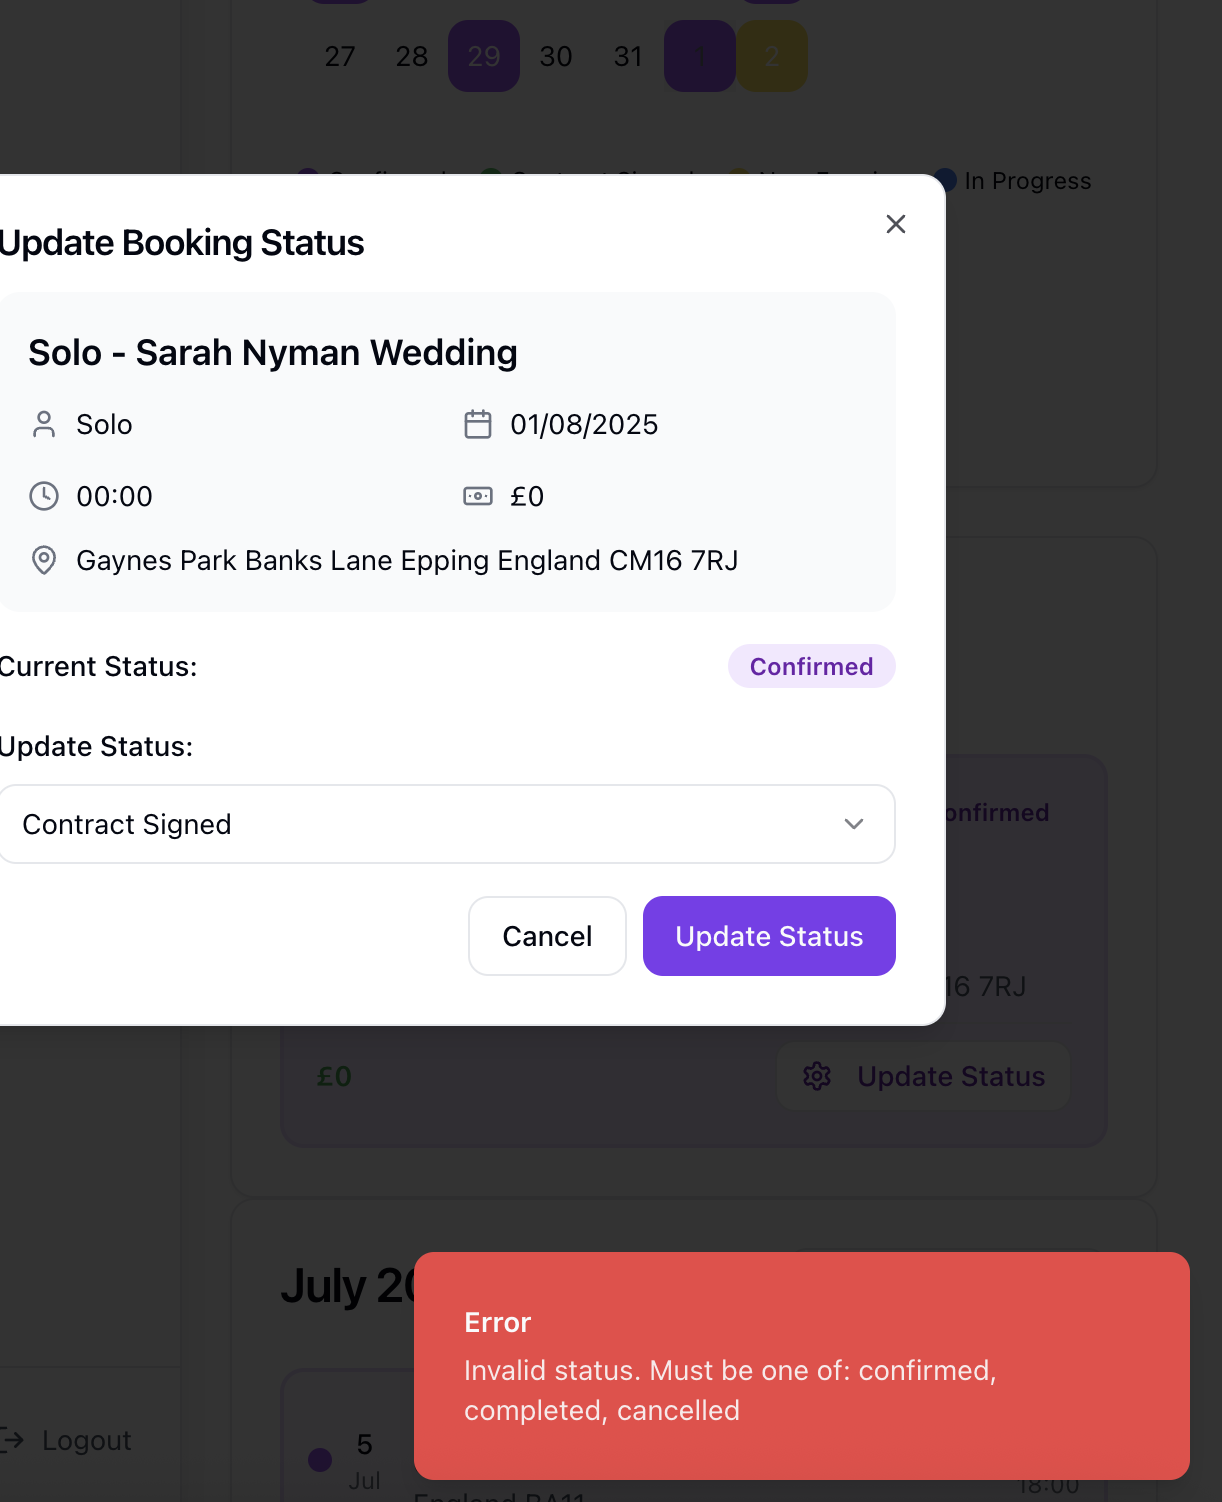 27 28 29 30 31 1 2
In Progress
Update Booking Status
Solo - Sarah Nyman Wedding
Solo
01/08/2025
00:00
£0
Gaynes Park Banks Lane Epping England CM16 7RJ
Current Status:
Confirmed
Update Status:
Contract Signed
Cancel
Update Status
onfirmed
16 7RJ
£0
Update Status
July 20
Error
Invalid status. Must be one of: confirmed,
completed, cancelled
Logout
5
Jul
18:00
England BA11